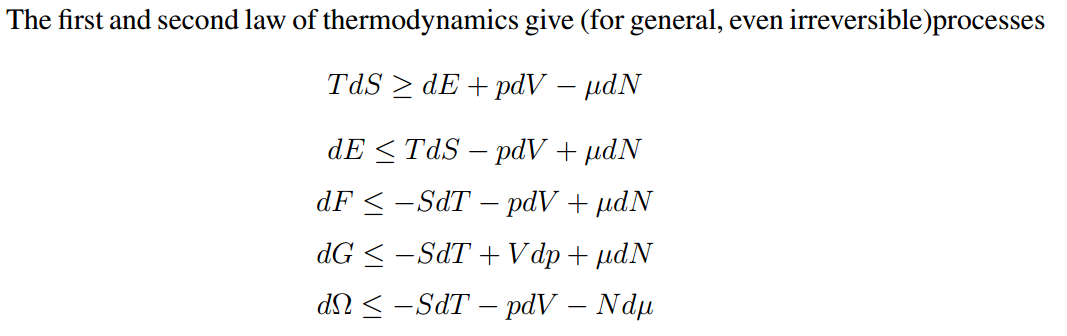 The first and second law of thermodynamics give (for general, even irreversible)processes
TdS ≥ dE + pdV − μdN
dE ≤ TdS − pdV + μdN
dF ≤ −SdT − pdV + μdN
dG ≤ −SdT + Vdp + μdN
dΩ ≤ −SdT − pdV − Ndμ